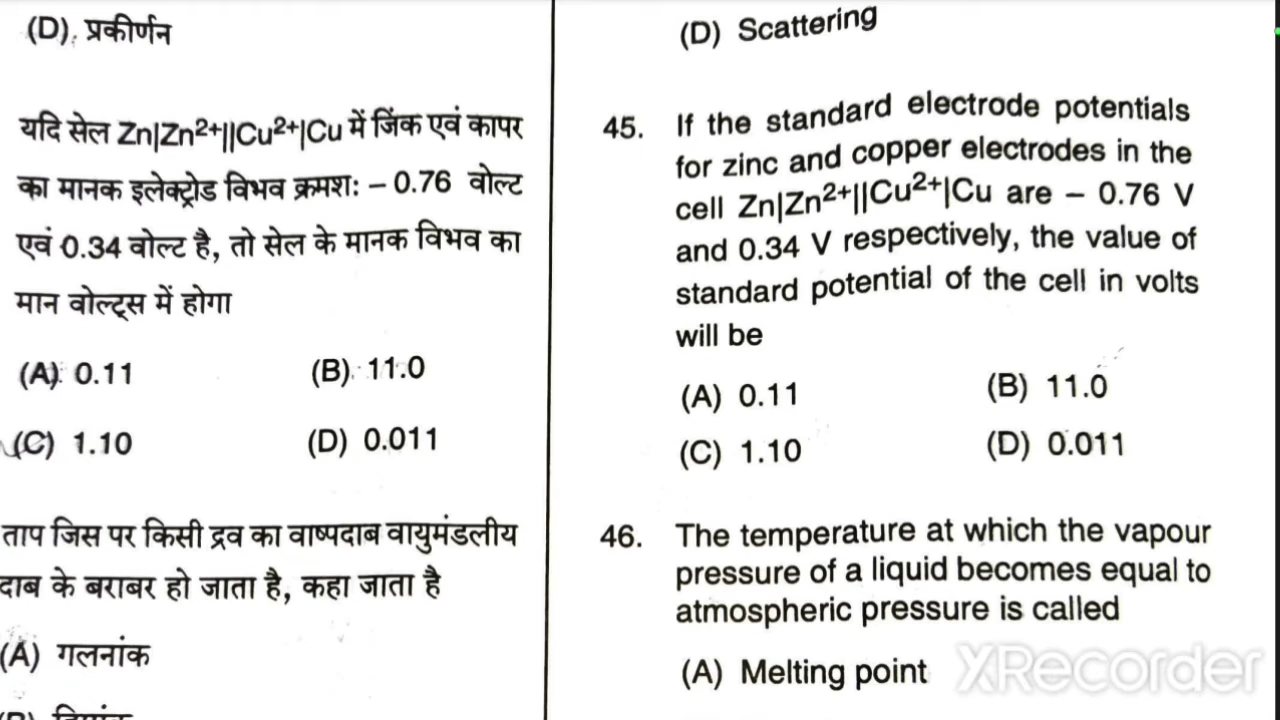 (D). प्रकीर्णन
यदि सेल Zn|Zn²⁺||Cu²⁺|Cu में जिंक एवं कापर
का मानक इलेक्ट्रोड विभव क्रमशः – 0.76 वोल्ट
एवं 0.34 वोल्ट है, तो सेल के मानक विभव का
मान वोल्ट्स में होगा
(A). 0.11 (B). 11.0
(C) 1.10 (D) 0.011
ताप जिस पर किसी द्रव का वाष्पदाब वायुमंडलीय
दाब के बराबर हो जाता है, कहा जाता है
(A) गलनांक
(D) Scattering
45. If the standard electrode potentials
for zinc and copper electrodes in the
cell Zn|Zn²⁺||Cu²⁺|Cu are – 0.76 V
and 0.34 V respectively, the value of
standard potential of the cell in volts
will be
(A) 0.11 (B) 11.0
(C) 1.10 (D) 0.011
46. The temperature at which the vapour
pressure of a liquid becomes equal to
atmospheric pressure is called
(A) Melting point
XRecorder